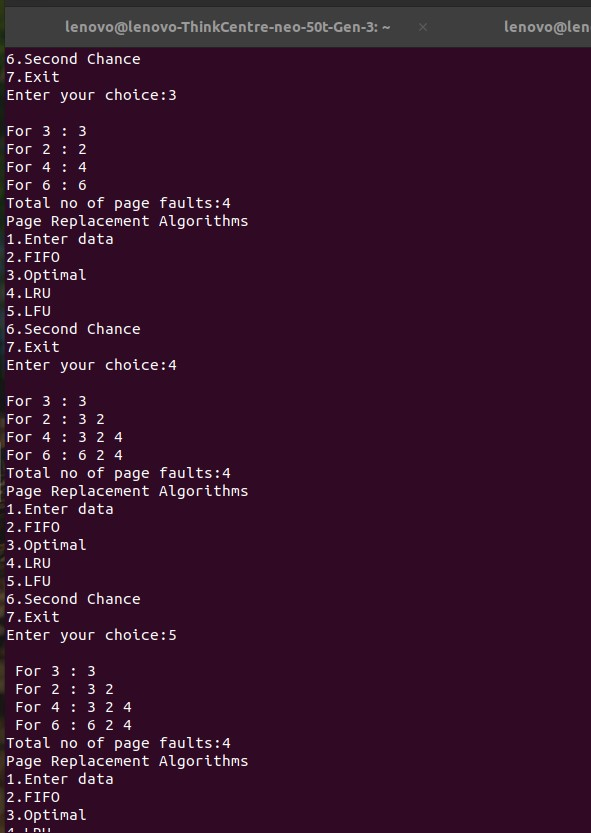 lenovo@lenovo-ThinkCentre-neo-50t-Gen-3: ~ × lenovo@len
6.Second Chance
7.Exit
Enter your choice:3
For 3 : 3
For 2 : 2
For 4 : 4
For 6 : 6
Total no of page faults:4
Page Replacement Algorithms
1.Enter data
2.FIFO
3.Optimal
4.LRU
5.LFU
6.Second Chance
7.Exit
Enter your choice:4
For 3 : 3
For 2 : 3 2
For 4 : 3 2 4
For 6 : 6 2 4
Total no of page faults:4
Page Replacement Algorithms
1.Enter data
2.FIFO
3.Optimal
4.LRU
5.LFU
6.Second Chance
7.Exit
Enter your choice:5
For 3 : 3
For 2 : 3 2
For 4 : 3 2 4
For 6 : 6 2 4
Total no of page faults:4
Page Replacement Algorithms
1.Enter data
2.FIFO
3.Optimal
4.LRU